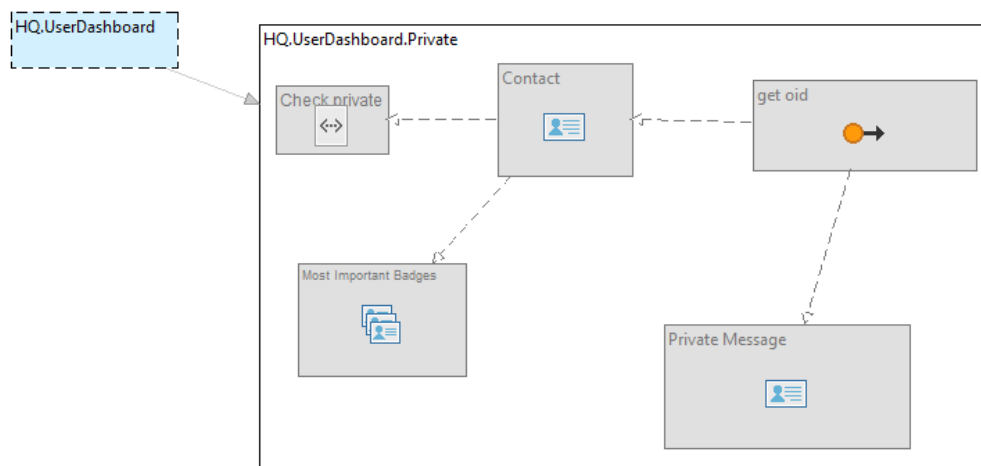 HQ.UserDashboard
HQ.UserDashboard.Private
Check private
Contact
get oid
Most Important Badges
Private Message